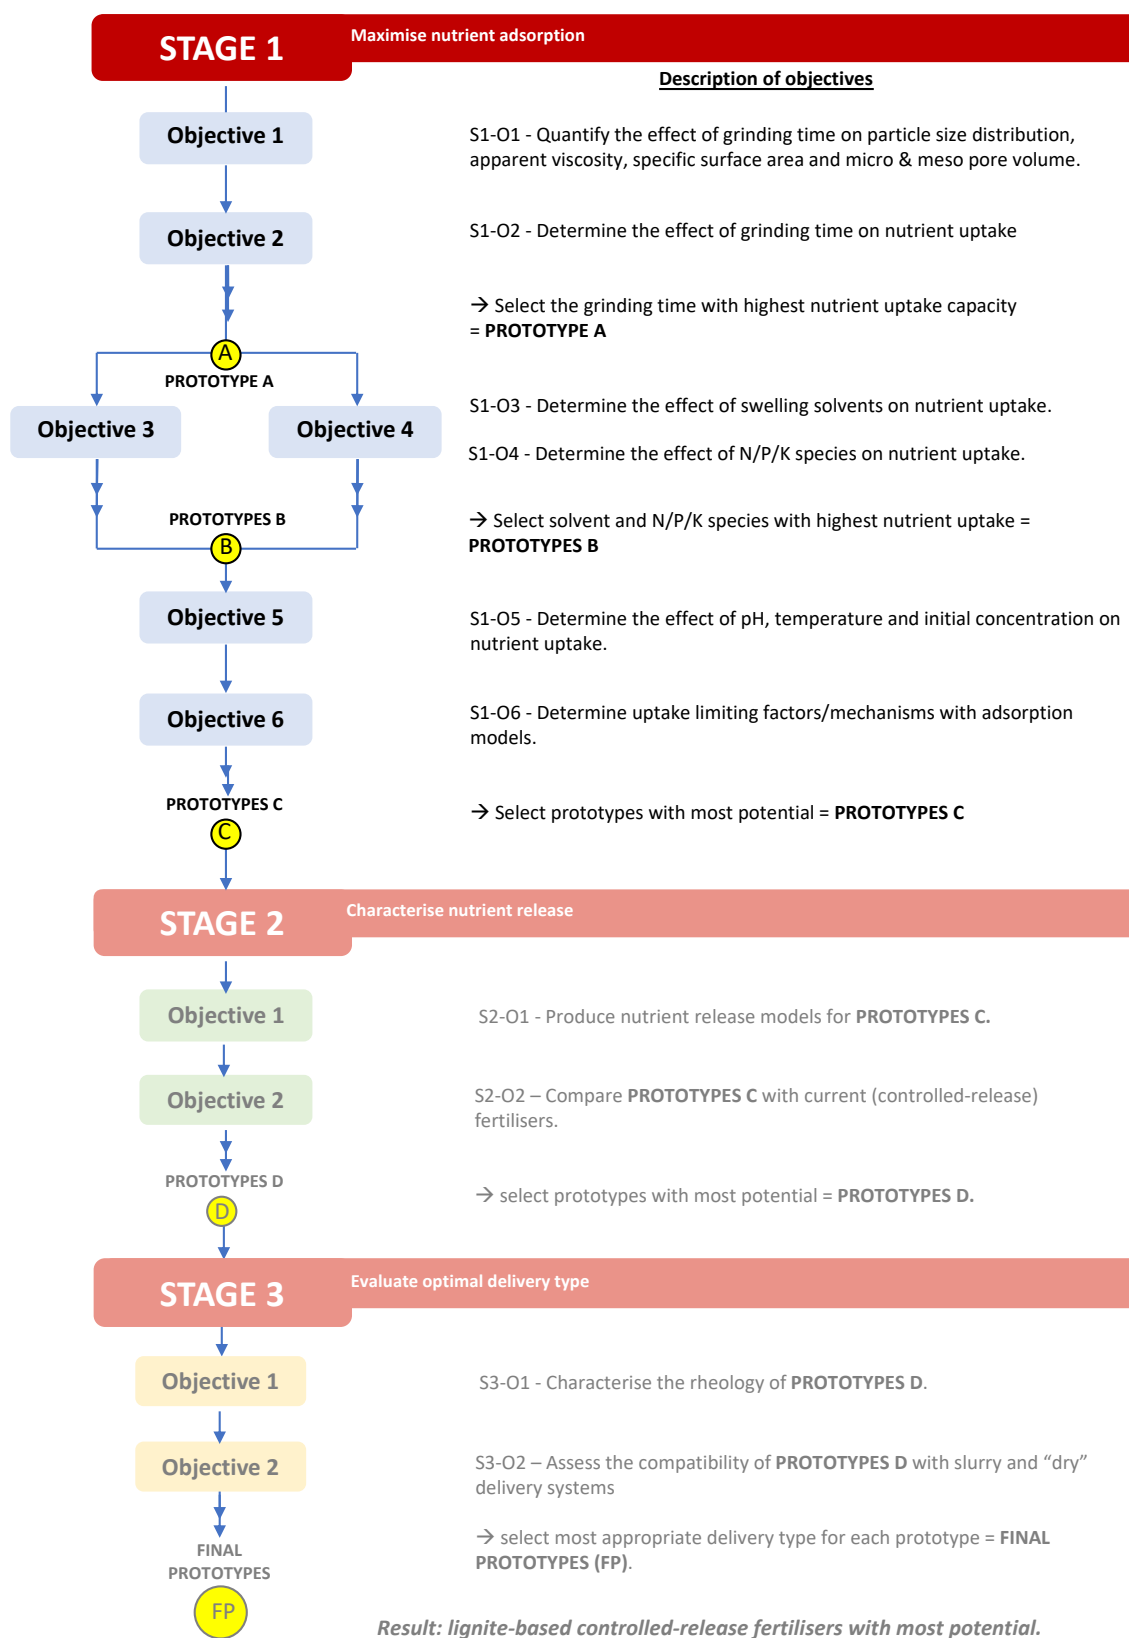 STAGE 1
Maximise nutrient adsorption
Description of objectives
Objective 1
S1-O1 - Quantify the effect of grinding time on particle size distribution,
apparent viscosity, specific surface area and micro & meso pore volume.
Objective 2
S1-O2 - Determine the effect of grinding time on nutrient uptake
→ Select the grinding time with highest nutrient uptake capacity
= PROTOTYPE A
A
PROTOTYPE A
Objective 3
Objective 4
S1-O3 - Determine the effect of swelling solvents on nutrient uptake.
S1-O4 - Determine the effect of N/P/K species on nutrient uptake.
PROTOTYPES B
B
→ Select solvent and N/P/K species with highest nutrient uptake =
PROTOTYPES B
Objective 5
S1-O5 - Determine the effect of pH, temperature and initial concentration on
nutrient uptake.
Objective 6
S1-O6 - Determine uptake limiting factors/mechanisms with adsorption
models.
PROTOTYPES C
C
→ Select prototypes with most potential = PROTOTYPES C
STAGE 2
Characterise nutrient release
Objective 1
S2-O1 - Produce nutrient release models for PROTOTYPES C.
Objective 2
S2-O2 – Compare PROTOTYPES C with current (controlled-release)
fertilisers.
PROTOTYPES D
D
→ select prototypes with most potential = PROTOTYPES D.
STAGE 3
Evaluate optimal delivery type
Objective 1
S3-O1 - Characterise the rheology of PROTOTYPES D.
Objective 2
S3-O2 – Assess the compatibility of PROTOTYPES D with slurry and “dry”
delivery systems
→ select most appropriate delivery type for each prototype = FINAL
PROTOTYPES (FP).
FINAL
PROTOTYPES
FP
Result: lignite-based controlled-release fertilisers with most potential.